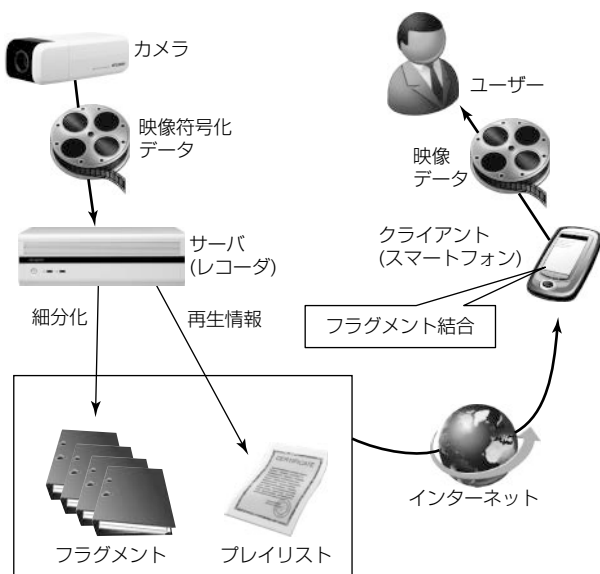 カメラ
映像符号化
データ
サーバ
(レコーダ)
細分化
再生情報
フラグメント
プレイリスト
CERTIFICATE
インターネット
フラグメント結合
クライアント
(スマートフォン)
映像
データ
ユーザー